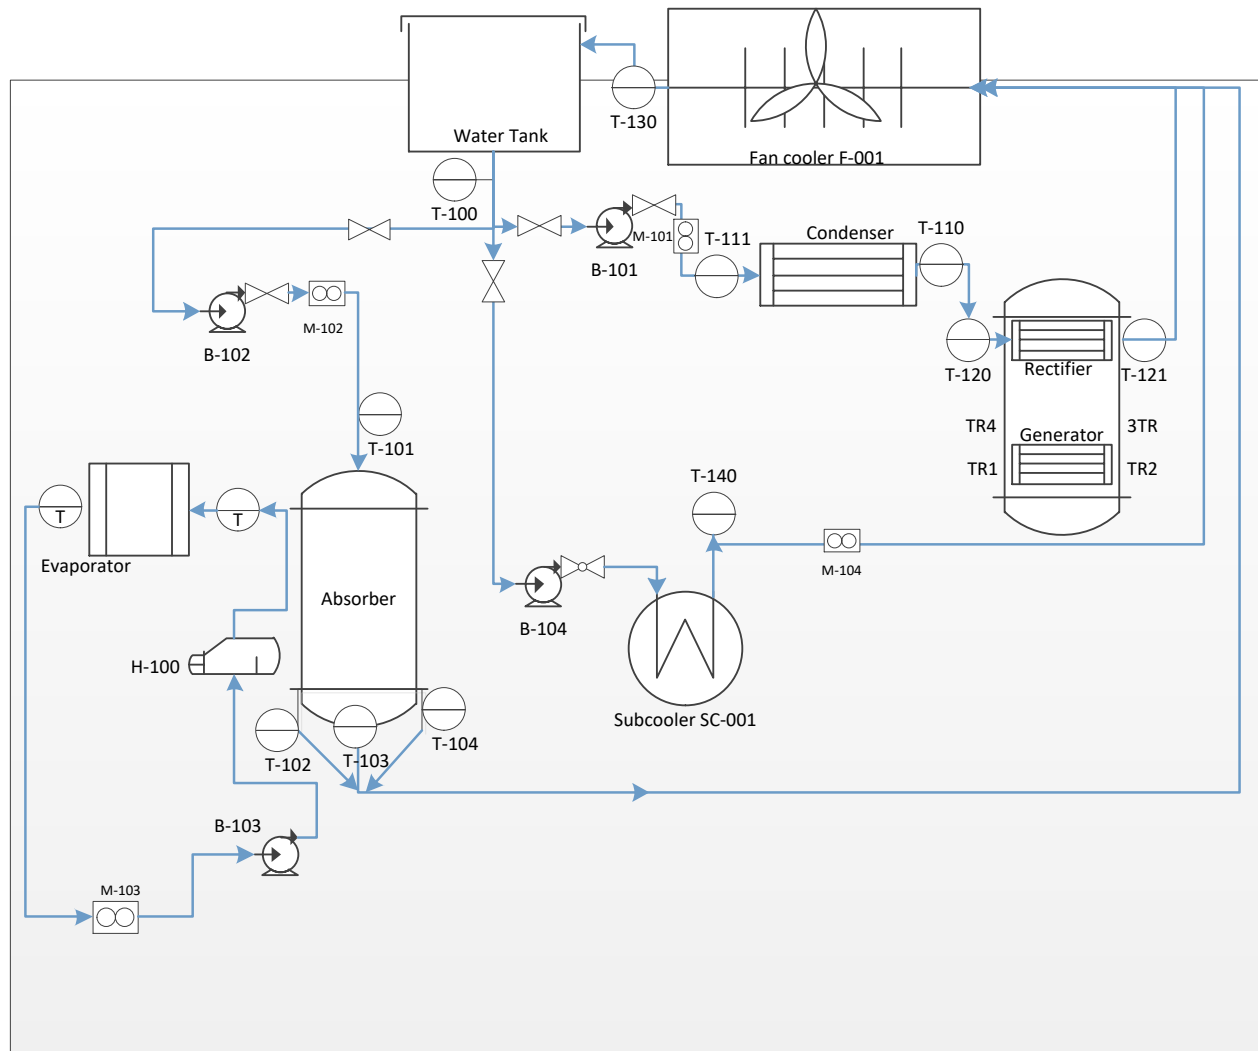 Water Tank
T-130
Fan cooler F-001
T-100
M-101
T-111
Condenser
T-110
B-101
M-102
B-102
T-120
Rectifier
T-121
T-101
TR4
3TR
Generator
TR1
TR2
T-140
T
T
Evaporator
M-104
Absorber
B-104
H-100
Subcooler SC-001
T-102
T-103
T-104
B-103
M-103